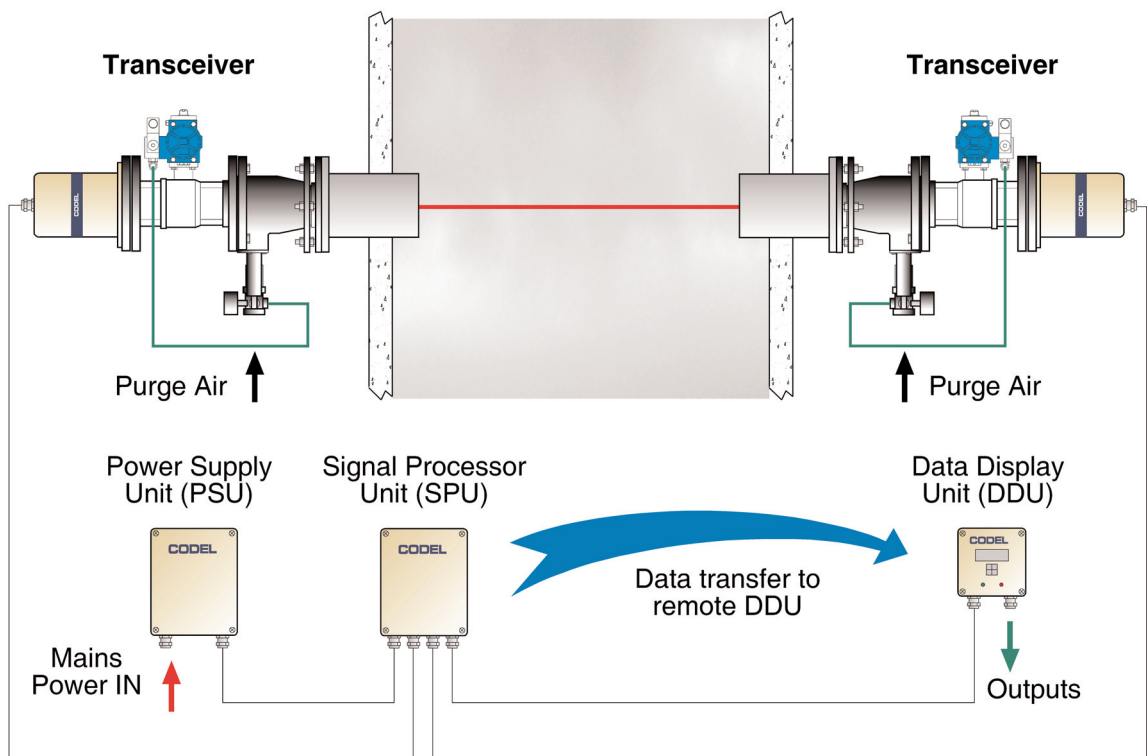 Transceiver
Transceiver
CODEL
CODEL
Purge Air
Purge Air
Power Supply
Unit (PSU)
Signal Processor
Unit (SPU)
Data Display
Unit (DDU)
CODEL
CODEL
CODEL
Data transfer to
remote DDU
Mains
Power IN
Outputs